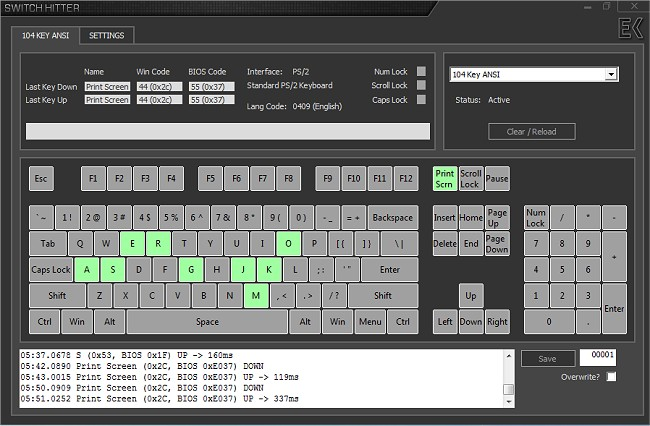 SWITCH HITTER
EK
104 KEY ANSI SETTINGS
Name Win Code BIOS Code Interface: PS/2 Num Lock
Last Key Down Print Screen 44 (0x2c) 55 (0x37) Standard PS/2 Keyboard Scroll Lock
Last Key Up Print Screen 44 (0x2c) 55 (0x37) Lang Code: 0409 (English) Caps Lock
104 Key ANSI
Status: Active
Clear / Reload
Esc F1 F2 F3 F4 F5 F6 F7 F8 F9 F10 F11 F12 Print Scrn Scroll Lock Pause
` ~ 1 ! 2 @ 3 # 4 $ 5 % 6 ^ 7 & 8 * 9 ( 0 ) - _ = + Backspace Insert Home Page Up Num Lock / * -
Tab Q W E R T Y U I O P [ { ] } \ | Delete End Page Down 7 8 9 +
Caps Lock A S D F G H J K L ; : ' " Enter 4 5 6
Shift Z X C V B N M , < . > / ? Shift Up 1 2 3 Enter
Ctrl Win Alt Space Alt Win Menu Ctrl Left Down Right 0 .
05:37.0678 S (0x53, BIOS 0x1F) UP -> 160ms
05:42.0890 Print Screen (0x2C, BIOS 0xE037) DOWN
05:43.0015 Print Screen (0x2C, BIOS 0xE037) UP -> 119ms
05:50.0909 Print Screen (0x2C, BIOS 0xE037) DOWN
05:51.0252 Print Screen (0x2C, BIOS 0xE037) UP -> 337ms
Save 00001
Overwrite?